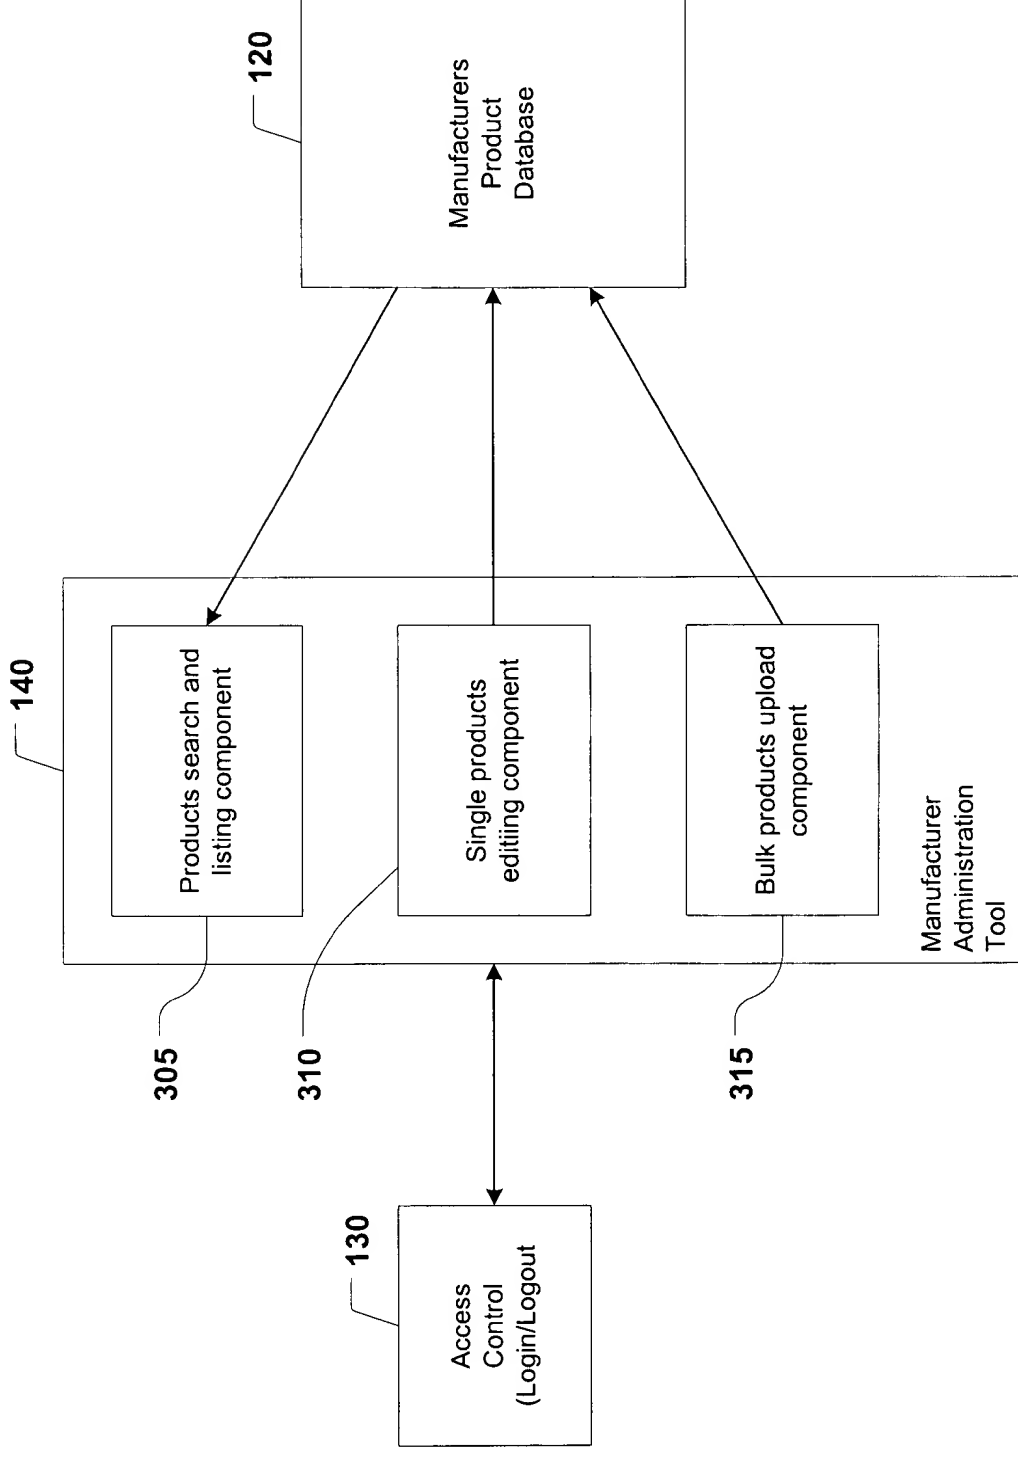 130
Access
Control
(Login/Logout
140
305
Products search and
listing component
310
Single products
editiing component
315
Bulk products upload
component
Manufacturer
Administration
Tool
120
Manufacturers
Product
Database